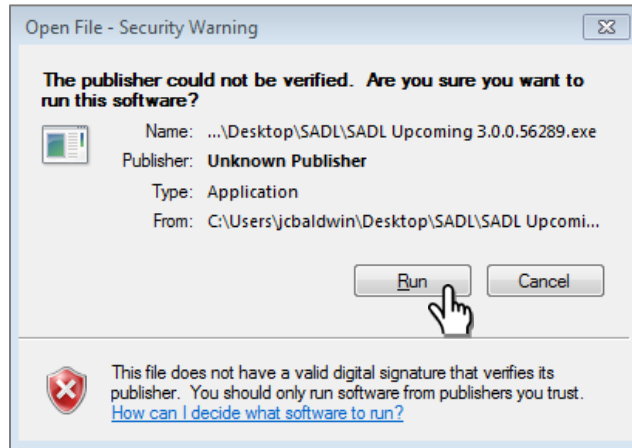 Open File - Security Warning
The publisher could not be verified.  Are you sure you want to
run this software?
Name: ...\Desktop\SADL\SADL Upcoming 3.0.0.56289.exe
Publisher: Unknown Publisher
Type: Application
From: C:\Users\jcbaldwin\Desktop\SADL\SADL Upcomi...
Run Cancel
This file does not have a valid digital signature that verifies its
publisher.  You should only run software from publishers you trust.
How can I decide what software to run?